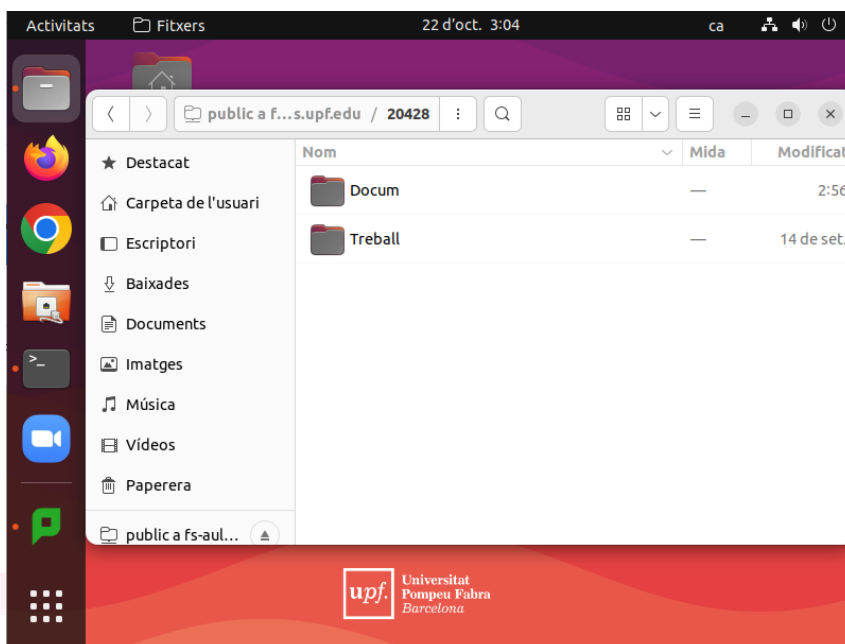 Activitats Fitxers 22 d'oct. 3:04 ca
public a f...s.upf.edu / 20428
Nom Mida Modificat
Destacat
Carpeta de l'usuari
Escriptori
Baixades
Documents
Imatges
Música
Vídeos
Paperera
public a fs-aul...
Docum — 2:56
Treball — 14 de set.
upf. Universitat
Pompeu Fabra
Barcelona